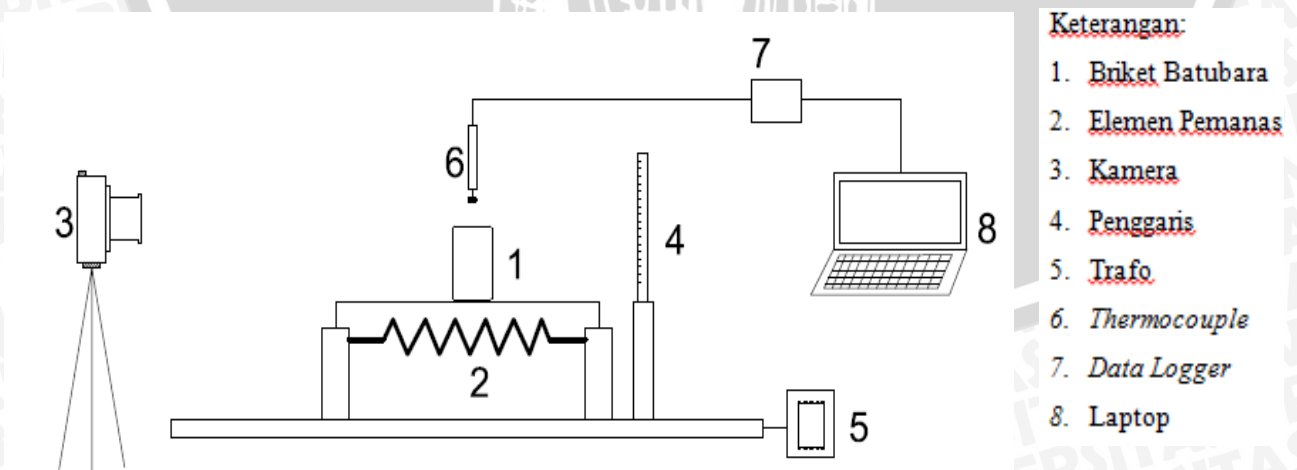 7
6
3
4
8
1
2
5
Keterangan:
1. Briket Batubara
2. Elemen Pemanas
3. Kamera
4. Penggaris
5. Trafo
6. Thermocouple
7. Data Logger
8. Laptop